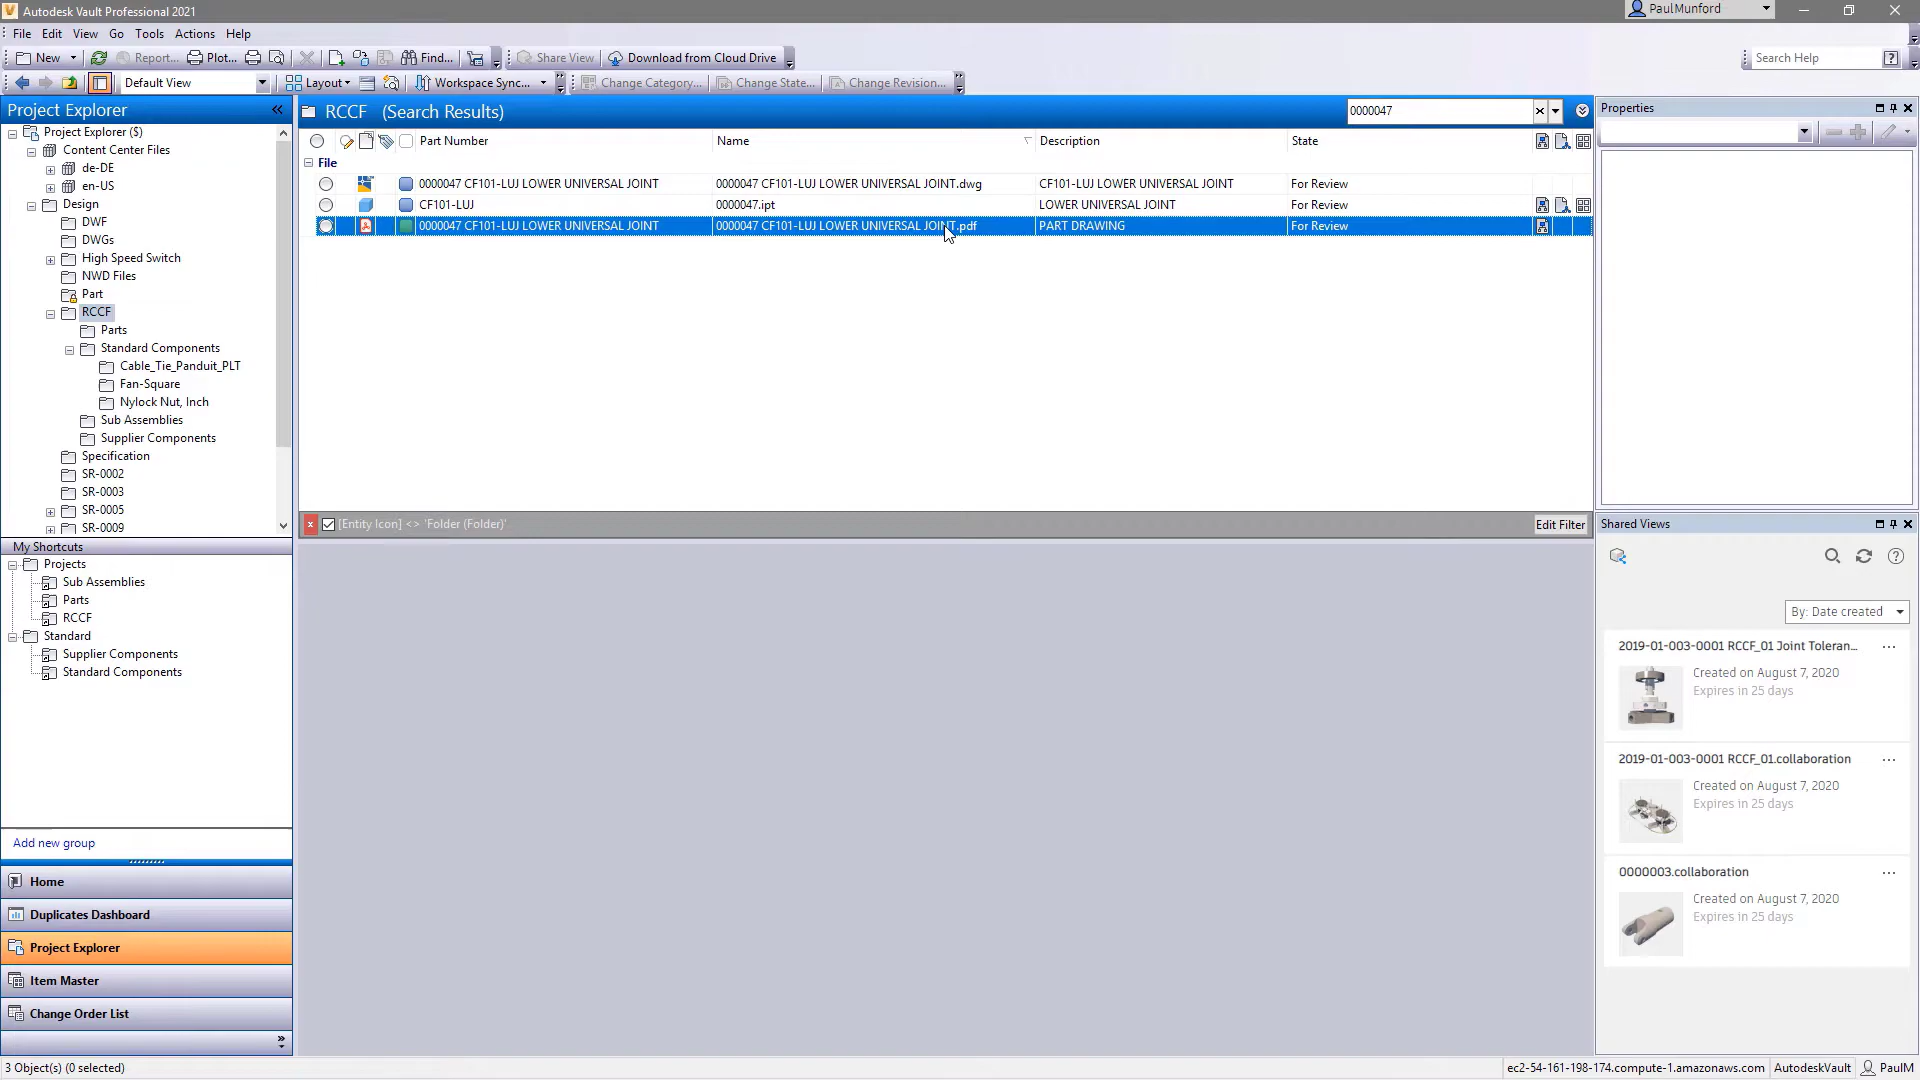 Autodesk Vault Professional 2021
PaulMunford
File Edit View Go Tools Actions Help
New Report... Plot... Find... Share View Download from Cloud Drive
Search Help
Default View Layout Workspace Sync... Change Category... Change State... Change Revision...
Project Explorer
Project Explorer ($)
Content Center Files
de-DE
en-US
Design
DWF
DWGs
High Speed Switch
NWD Files
Part
RCCF
Parts
Standard Components
Cable_Tie_Panduit_PLT
Fan-Square
Nylock Nut, Inch
Sub Assemblies
Supplier Components
Specification
SR-0002
SR-0003
SR-0005
SR-0009
My Shortcuts
Projects
Sub Assemblies
Parts
RCCF
Standard
Supplier Components
Standard Components
Add new group
Home
Duplicates Dashboard
Project Explorer
Item Master
Change Order List
RCCF (Search Results)
0000047
Part Number Name Description State
File
0000047 CF101-LUJ LOWER UNIVERSAL JOINT 0000047 CF101-LUJ LOWER UNIVERSAL JOINT.dwg CF101-LUJ LOWER UNIVERSAL JOINT For Review
CF101-LUJ 0000047.ipt LOWER UNIVERSAL JOINT For Review
0000047 CF101-LUJ LOWER UNIVERSAL JOINT 0000047 CF101-LUJ LOWER UNIVERSAL JOINT.pdf PART DRAWING For Review
[Entity Icon] <> 'Folder (Folder)'
Edit Filter
Properties
Shared Views
By: Date created
2019-01-003-0001 RCCF_01 Joint Toleran...
Created on August 7, 2020
Expires in 25 days
2019-01-003-0001 RCCF_01.collaboration
Created on August 7, 2020
Expires in 25 days
0000003.collaboration
Created on August 7, 2020
Expires in 25 days
3 Object(s) (0 selected)
ec2-54-161-198-174.compute-1.amazonaws.com AutodeskVault PaulM